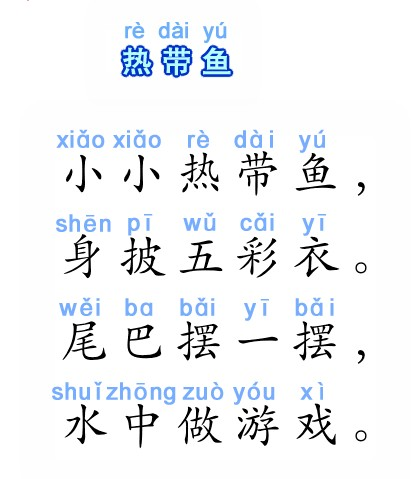 rè dài yú
热带鱼
xiǎo xiǎo rè dài yú
小小热带鱼，
shēn pī wǔ cǎi yī
身披五彩衣。
wěi ba bǎi yī bǎi
尾巴摆一摆，
shuǐ zhōng zuò yóu xì
水中做游戏。